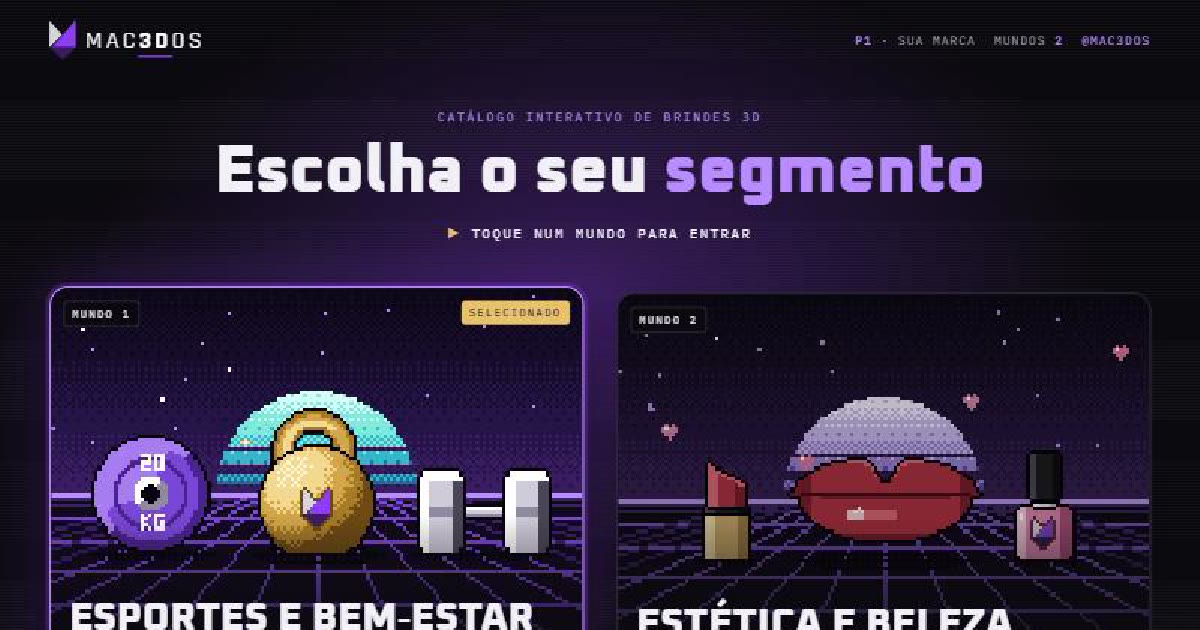 MAC3DOS
P1 · SUA MARCA MUNDOS 2 @MAC3DOS
CATÁLOGO INTERATIVO DE BRINDES 3D
Escolha o seu segmento
▶ TOQUE NUM MUNDO PARA ENTRAR
MUNDO 1
SELECIONADO
20
KG
ESPORTES E BEM-ESTAR
MUNDO 2
ESTÉTICA E BELEZA